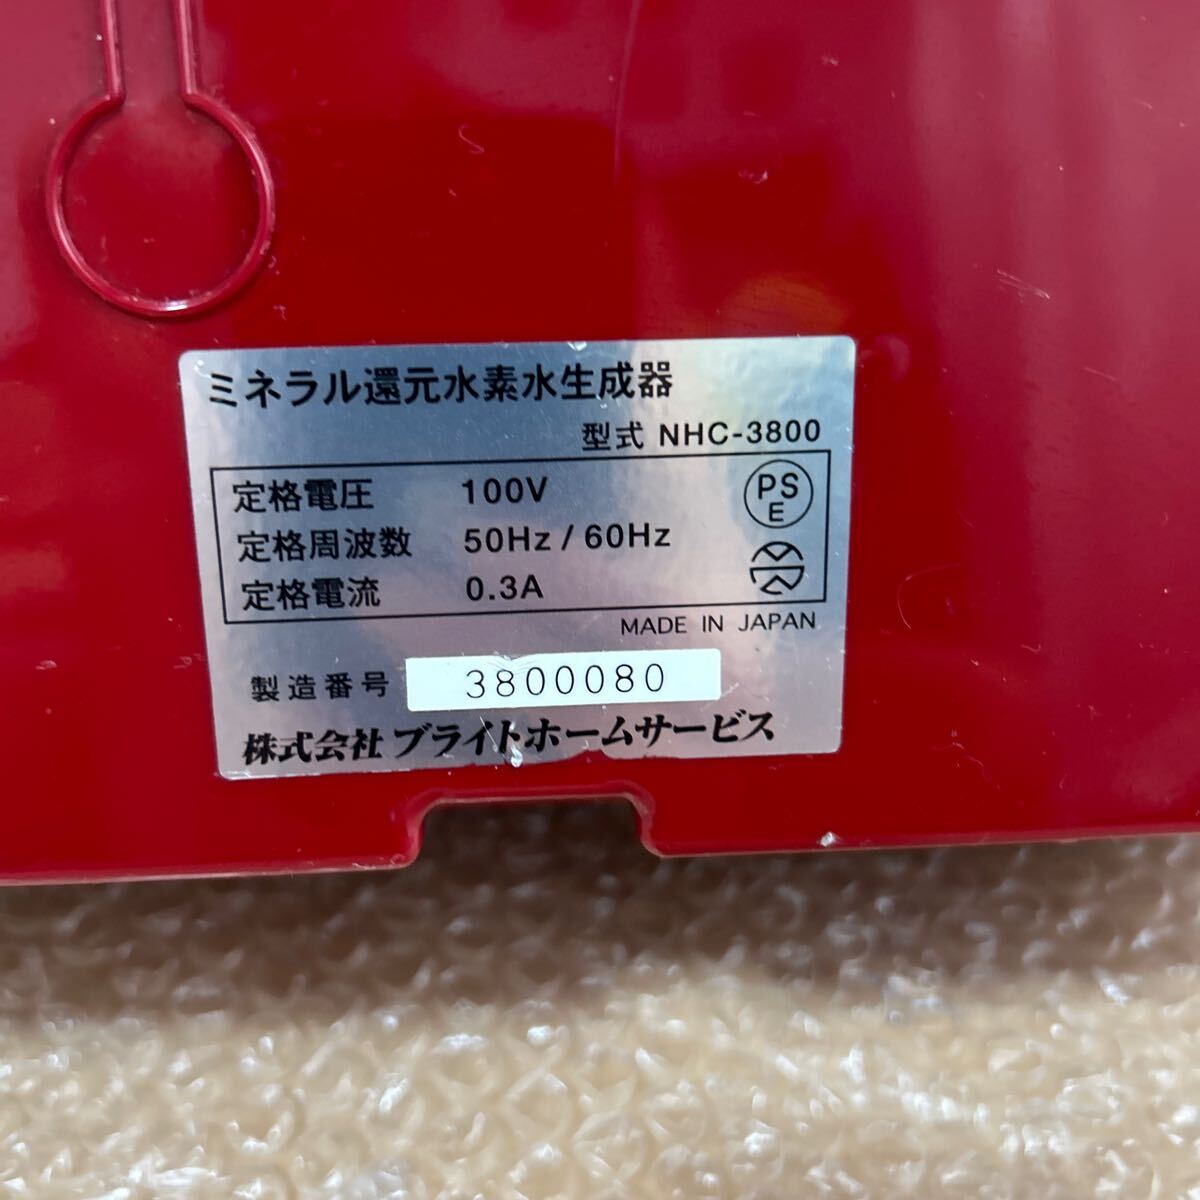 ミネラル還元水素水生成器
型式 NHC-3800
定格電圧 100V
PS
E
定格周波数 50Hz / 60Hz
定格電流 0.3A
MADE IN JAPAN
製造番号 3800080
株式会社 ブライトホームサービス